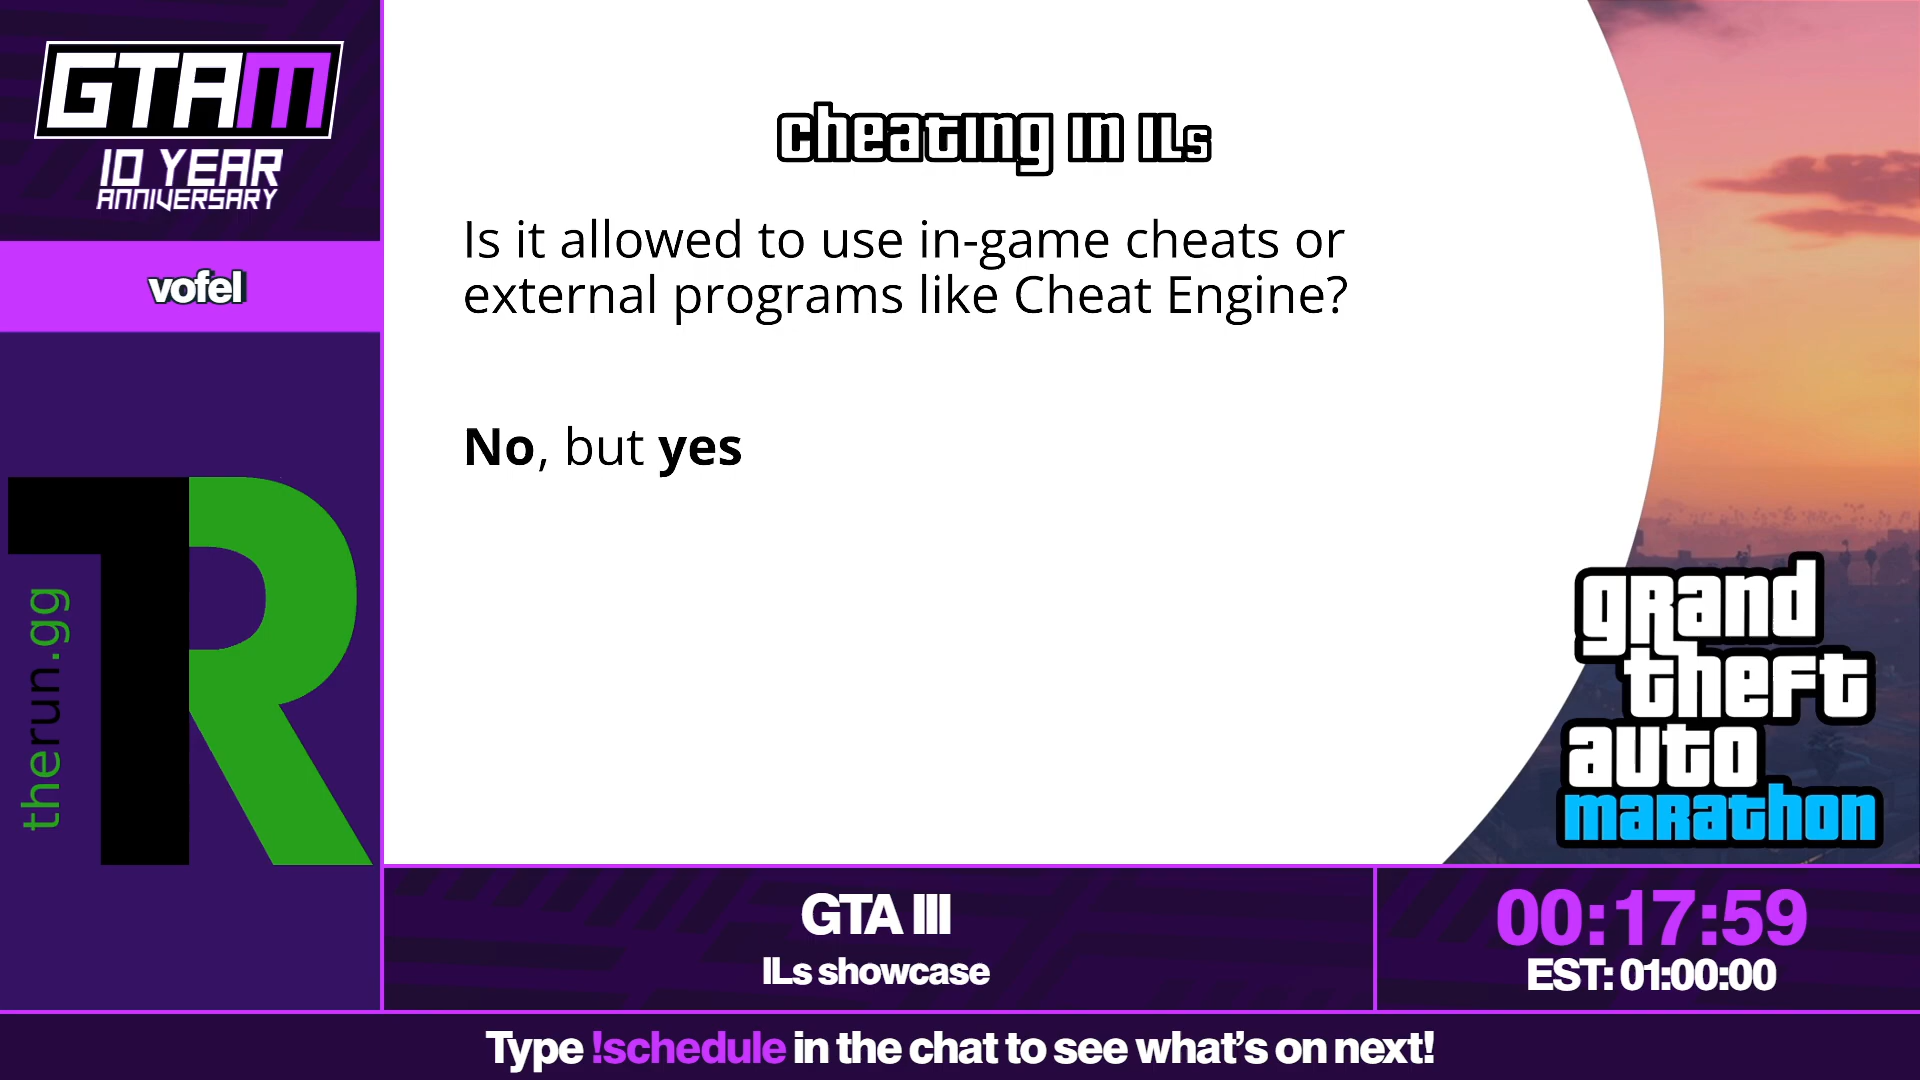 GTAM
10 YEAR
ANNIVERSARY
vofel
therun.gg
TR
Cheating in ILs
Is it allowed to use in-game cheats or
external programs like Cheat Engine?
No, but yes
grand
theft
auto
marathon
GTA III
ILs showcase
00:17:59
EST: 01:00:00
Type !schedule in the chat to see what's on next!